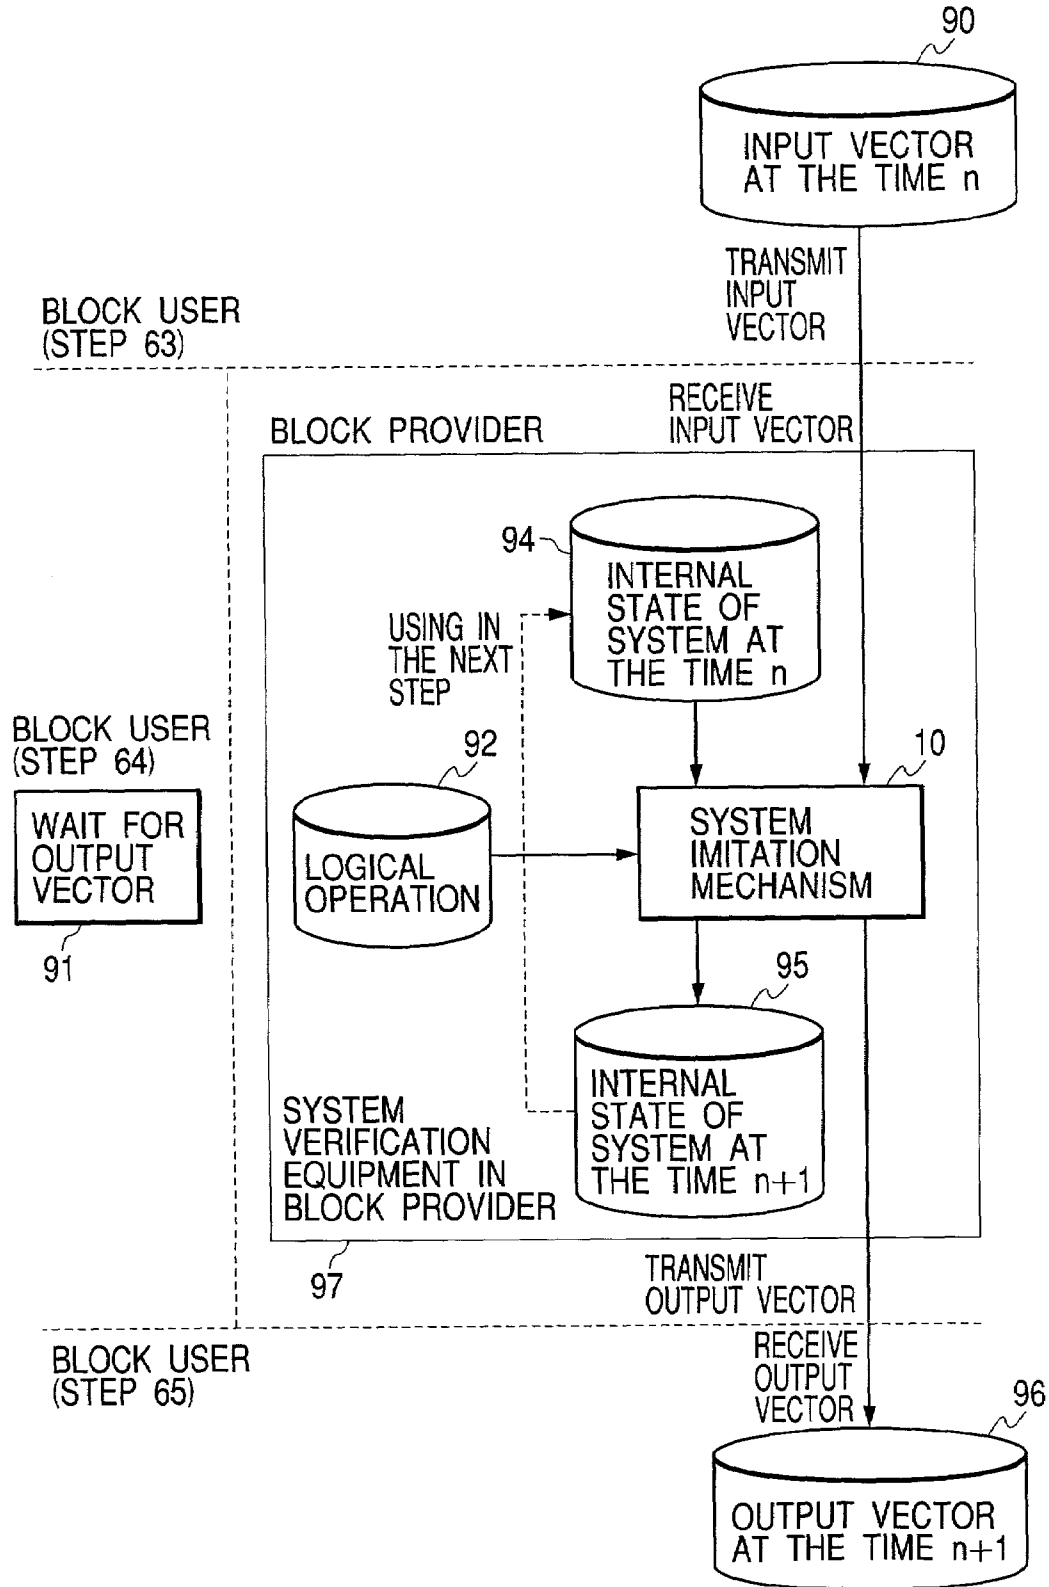 90
INPUT VECTOR
AT THE TIME n
TRANSMIT
INPUT
VECTOR
BLOCK USER
(STEP 63)
RECEIVE
INPUT VECTOR
BLOCK PROVIDER
94
INTERNAL
STATE OF
SYSTEM AT
THE TIME n
USING IN
THE NEXT
STEP
BLOCK USER
(STEP 64)
92
10
WAIT FOR
OUTPUT
VECTOR
LOGICAL
OPERATION
SYSTEM
IMITATION
MECHANISM
91
95
INTERNAL
STATE OF
SYSTEM AT
THE TIME n+1
SYSTEM
VERIFICATION
EQUIPMENT IN
BLOCK PROVIDER
97
TRANSMIT
OUTPUT VECTOR
BLOCK USER
(STEP 65)
RECEIVE
OUTPUT
VECTOR
96
OUTPUT VECTOR
AT THE TIME n+1